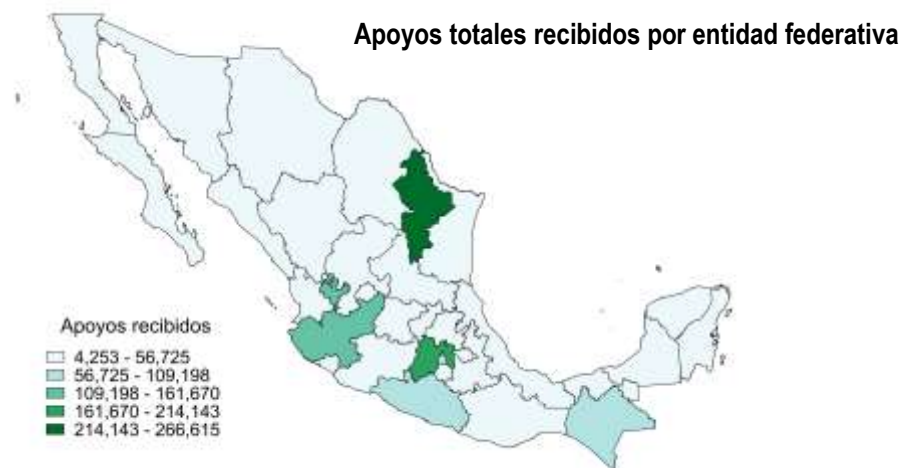 Apoyos totales recibidos por entidad federativa
Apoyos recibidos
4,253 - 56,725
56,725 - 109,198
109,198 - 161,670
161,670 - 214,143
214,143 - 266,615